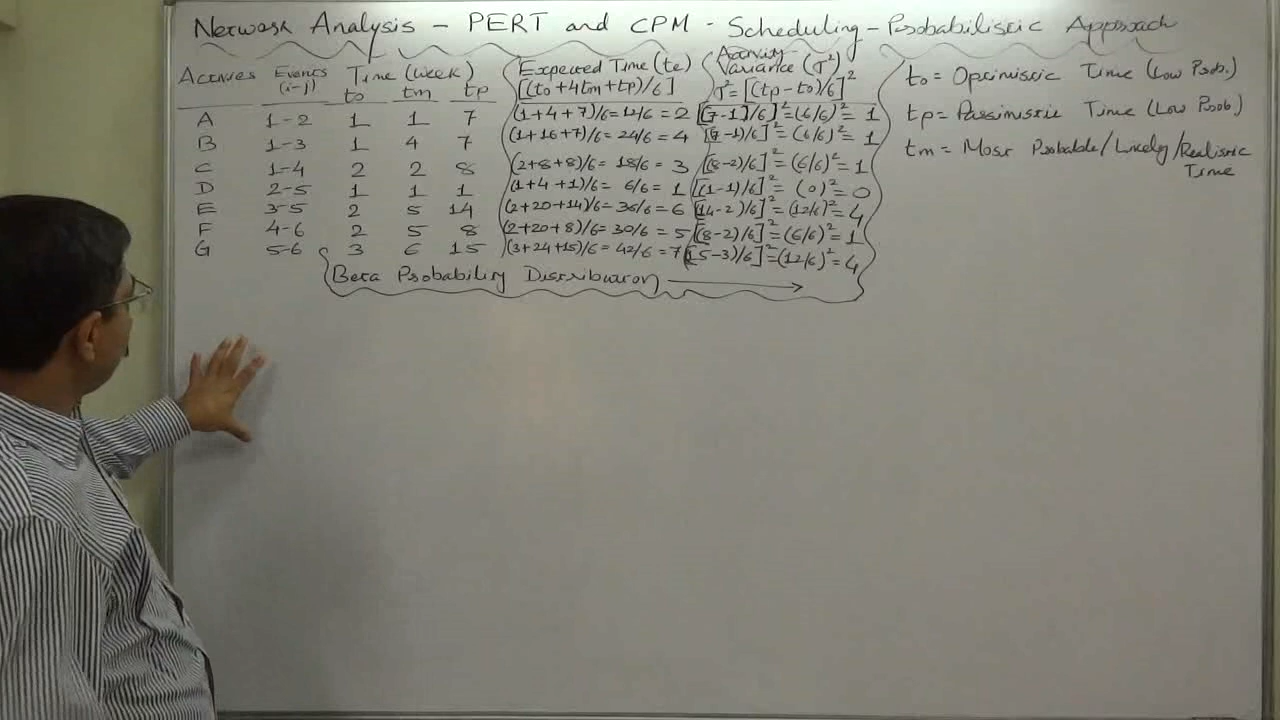 Network Analysis - PERT and CPM - Scheduling - Probabilistic Approach
Activies Events (i-j) Time (week) to tm tp Expected Time (te) [(to+4tm+tp)/6] Activity Variance (σ²) σ²=[(tp-to)/6]²
A 1-2 1 1 7 (1+4+7)/6=12/6=2 [(7-1)/6]²=(6/6)²=1
B 1-3 1 4 7 (1+16+7)/6=24/6=4 [(7-1)/6]²=(6/6)²=1
C 1-4 2 2 8 (2+8+8)/6=18/6=3 [(8-2)/6]²=(6/6)²=1
D 2-5 1 1 1 (1+4+1)/6=6/6=1 [(1-1)/6]²=(0)²=0
E 3-5 2 5 14 (2+20+14)/6=36/6=6 [14-2)/6]²=(12/6)²=4
F 4-6 2 5 8 (2+20+8)/6=30/6=5 [(8-2)/6]²=(6/6)²=1
G 5-6 3 6 15 (3+24+15)/6=42/6=7 [15-3)/6]²=(12/6)²=4
Beta Probability Distribution
to = Optimistic Time (Low Prob.)
tp = Passimistic Time (Low Prob.)
tm = Most Probable/Likely/Realistic
Time